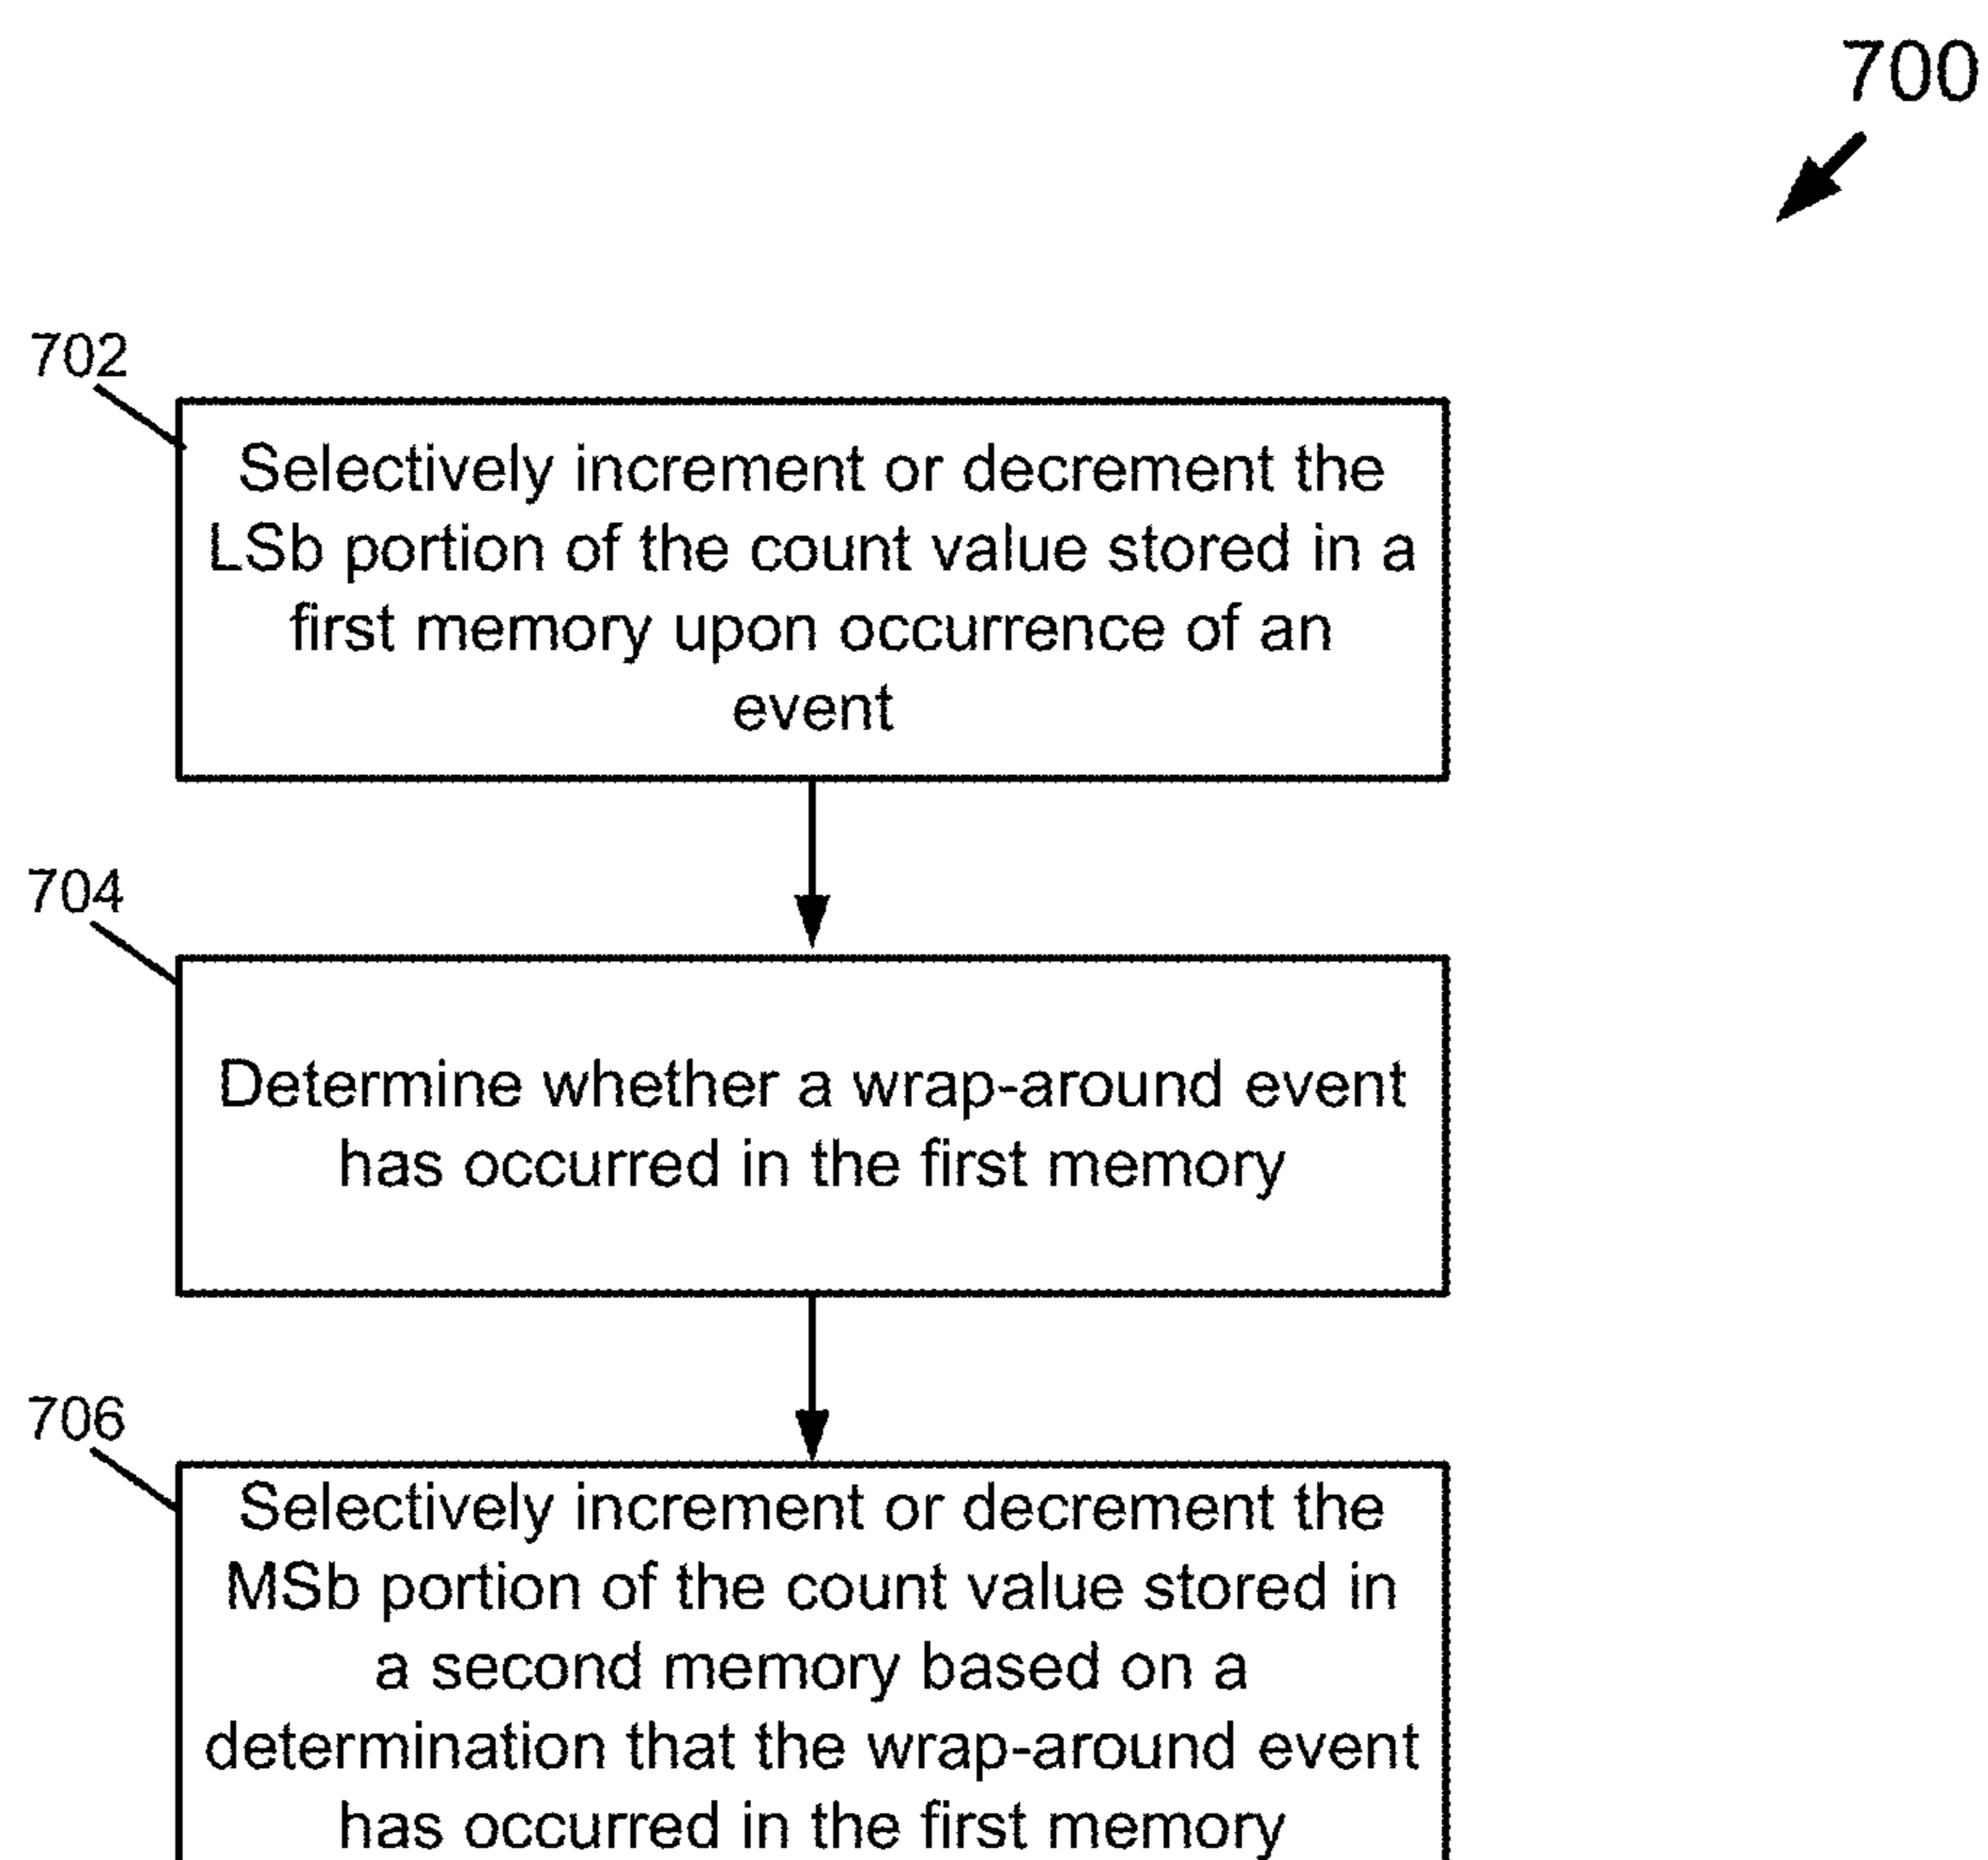 700
702
Selectively increment or decrement the
LSb portion of the count value stored in a
first memory upon occurrence of an
event
704
Determine whether a wrap-around event
has occurred in the first memory
706
Selectively increment or decrement the
MSb portion of the count value stored in
a second memory based on a
determination that the wrap-around event
has occurred in the first memory